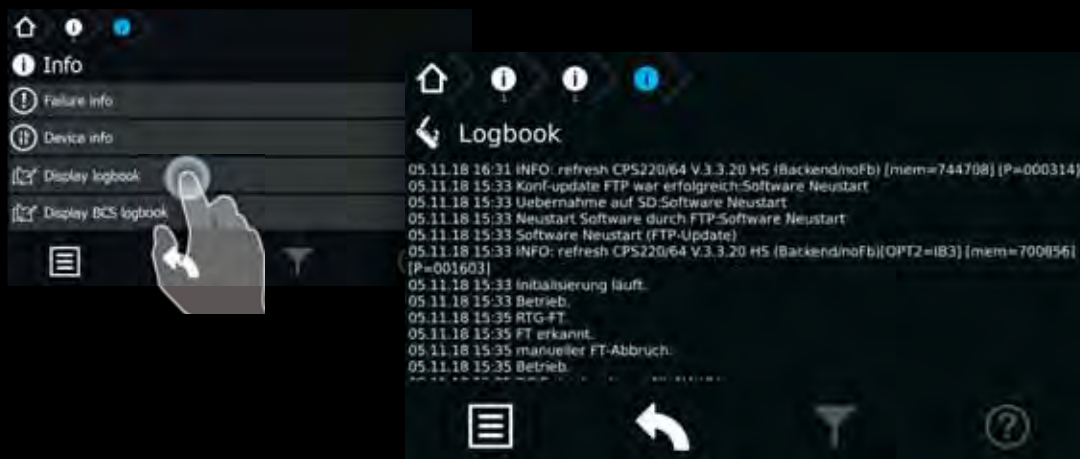 Info
Failure info
Device info
Display logbook
Display BCS logbook
Logbook
05.11.18 16:31 INFO: refresh CPS220/64 V.3.3.20 HS (Backend/noFb) [mem=744708] [P=000314]
05.11.18 15:33 Konf-update FTP war erfolgreich:Software Neustart
05.11.18 15:33 Uebernahme auf SD:Software Neustart
05.11.18 15:33 Neustart Software durch FTP:Software Neustart
05.11.18 15:33 Software Neustart (FTP-Update)
05.11.18 15:33 INFO: refresh CPS220/64 V.3.3.20 HS (Backend/noFb)[OPT2=IB3] [mem=700856]
[P=001603]
05.11.18 15:33 Initialisierung läuft.
05.11.18 15:33 Betrieb.
05.11.18 15:35 RTG-FT
05.11.18 15:35 FT erkannt.
05.11.18 15:35 manueller FT-Abbruch.
05.11.18 15:35 Betrieb.